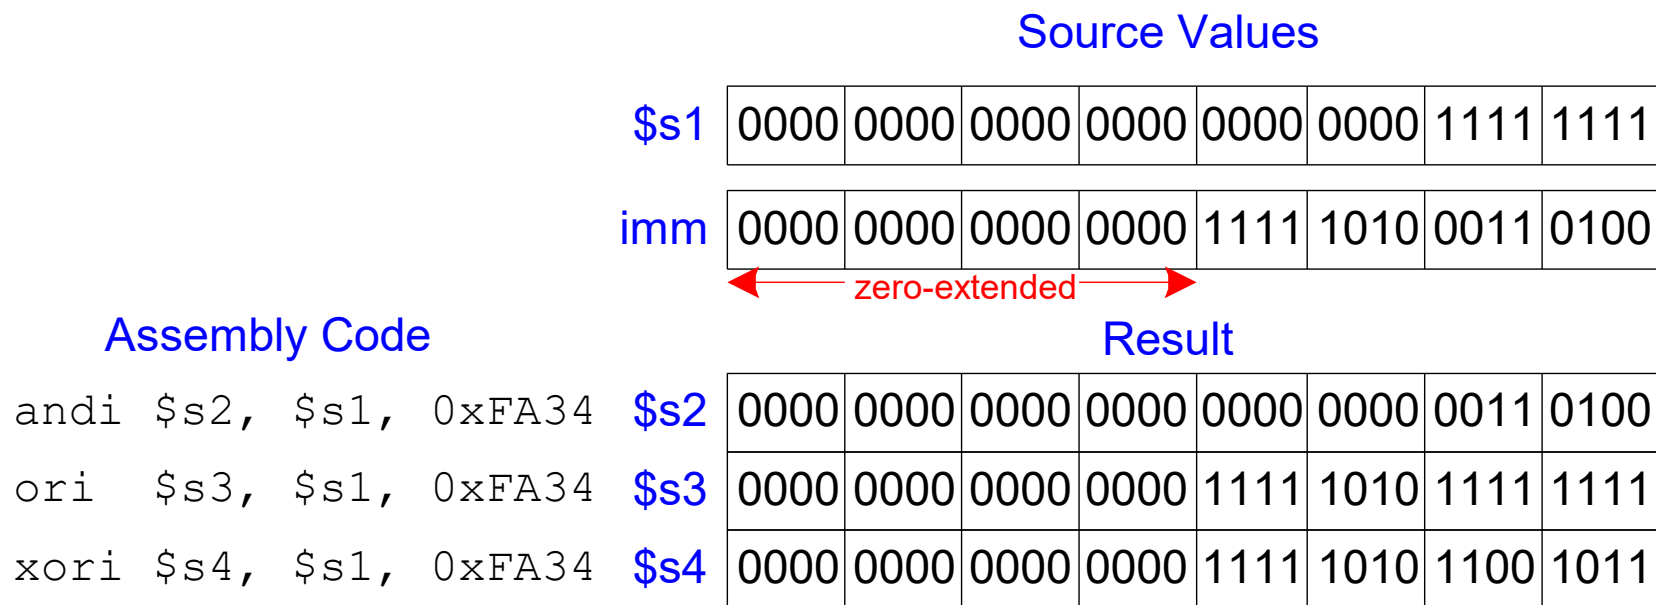 Source Values
$s1 0000 0000 0000 0000 0000 0000 1111 1111
imm 0000 0000 0000 0000 1111 1010 0011 0100
zero-extended
Assembly Code Result
andi $s2, $s1, 0xFA34 $s2 0000 0000 0000 0000 0000 0000 0011 0100
ori $s3, $s1, 0xFA34 $s3 0000 0000 0000 0000 1111 1010 1111 1111
xori $s4, $s1, 0xFA34 $s4 0000 0000 0000 0000 1111 1010 1100 1011